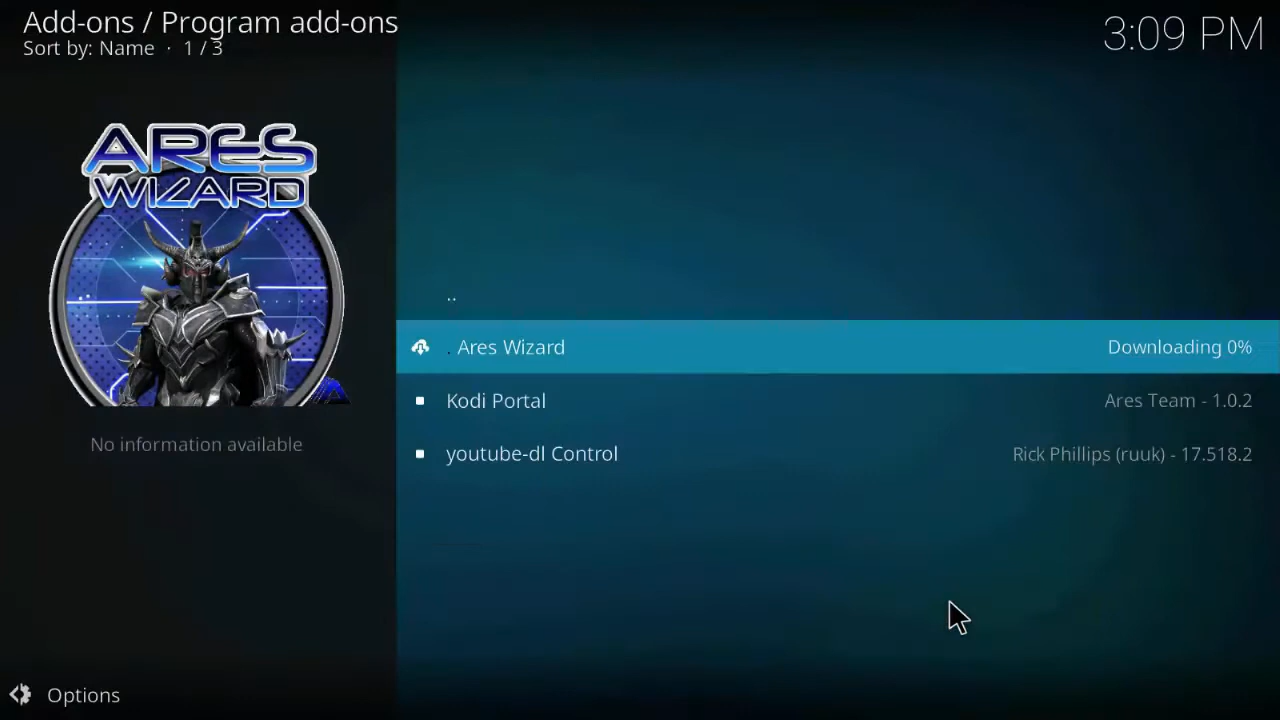 Add-ons / Program add-ons
Sort by: Name · 1 / 3
3:09 PM
ARES
WIZARD
No information available
..
. Ares Wizard Downloading 0%
Kodi Portal Ares Team - 1.0.2
youtube-dl Control Rick Phillips (ruuk) - 17.518.2
Options